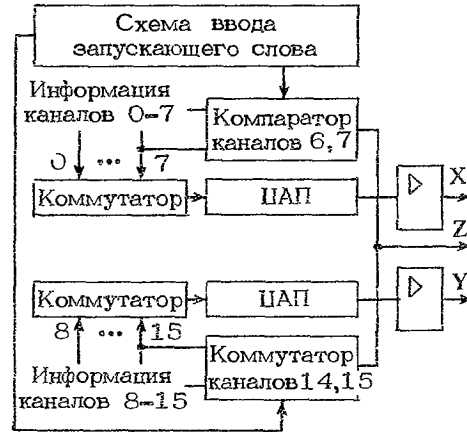 Схема ввода
запускающего слова
Информация
каналов 0-7
Компаратор
каналов 6,7
0 ... 7
Коммутатор
ЦАП
X
Z
Коммутатор
ЦАП
Y
8 ... 15
Коммутатор
каналов 14,15
Информация
каналов 8-15